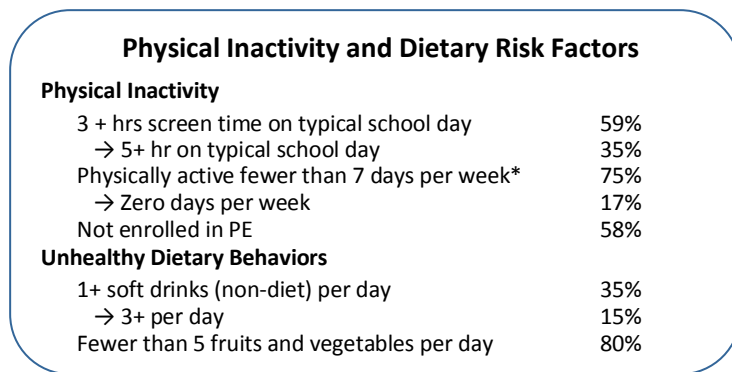 Physical Inactivity and Dietary Risk Factors
Physical Inactivity
3 + hrs screen time on typical school day 59%
→ 5+ hr on typical school day 35%
Physically active fewer than 7 days per week* 75%
→ Zero days per week 17%
Not enrolled in PE 58%
Unhealthy Dietary Behaviors
1+ soft drinks (non-diet) per day 35%
→ 3+ per day 15%
Fewer than 5 fruits and vegetables per day 80%